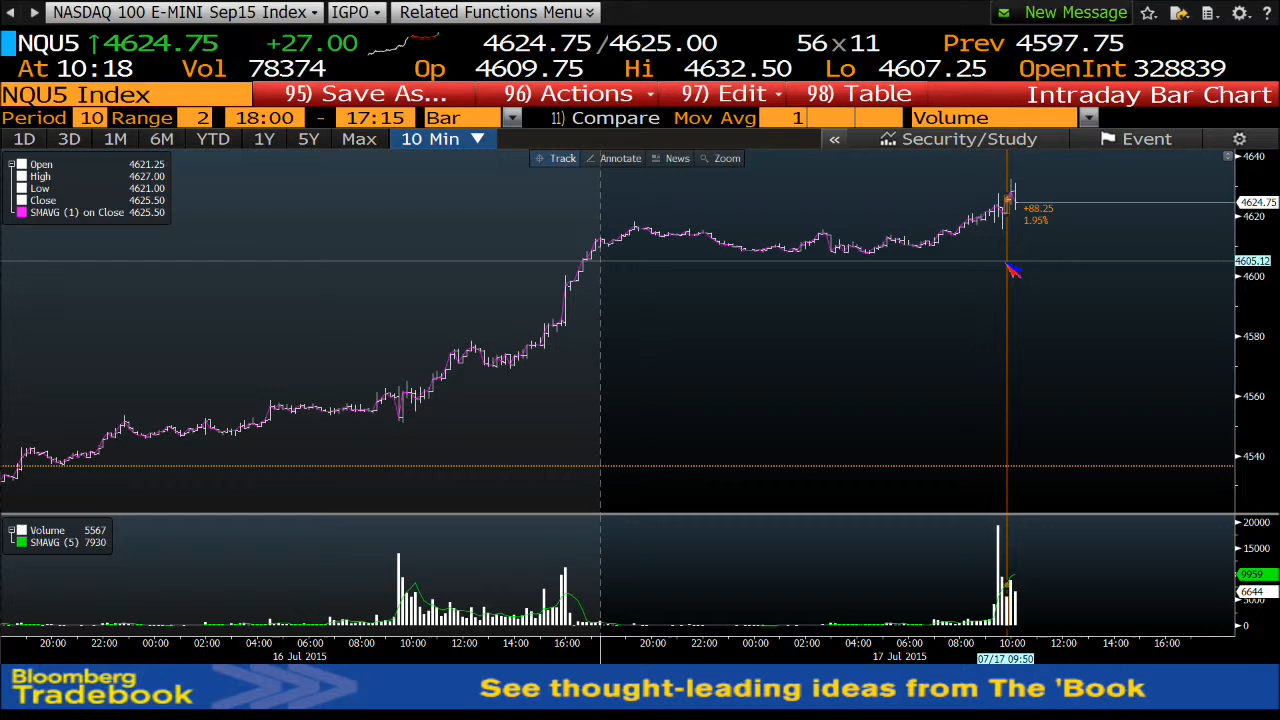 NASDAQ 100 E-MINI Sep15 Index IGPO Related Functions Menu New Message
NQU5 4624.75 +27.00 4624.75/4625.00 56x11 Prev 4597.75
At 10:18 Vol 78374 Op 4609.75 Hi 4632.50 Lo 4607.25 OpenInt 328839
NQU5 Index 95) Save As... 96) Actions 97) Edit 98) Table Intraday Bar Chart
Period 10 Range 2 18:00 - 17:15 Bar 11) Compare Mov Avg 1 Volume
1D 3D 1M 6M YTD 1Y 5Y Max 10 Min « Security/Study Event
Track Annotate News Zoom
Open 4621.25
High 4627.00
Low 4621.00
Close 4625.50
SMAVG (1) on Close 4625.50
4640
4624.75
+88.25
1.95%
4620
4605.12
4600
4580
4560
4540
Volume 5567
SMAVG (5) 7930
20000
15000
9959
6644
5000
0
20:00 22:00 00:00 02:00 04:00 06:00 08:00 10:00 12:00 14:00 16:00 20:00 22:00 00:00 02:00 04:00 06:00 08:00 10:00 12:00 14:00 16:00
16 Jul 2015 17 Jul 2015 07/17 09:50
Bloomberg
Tradebook
See thought-leading ideas from The 'Book